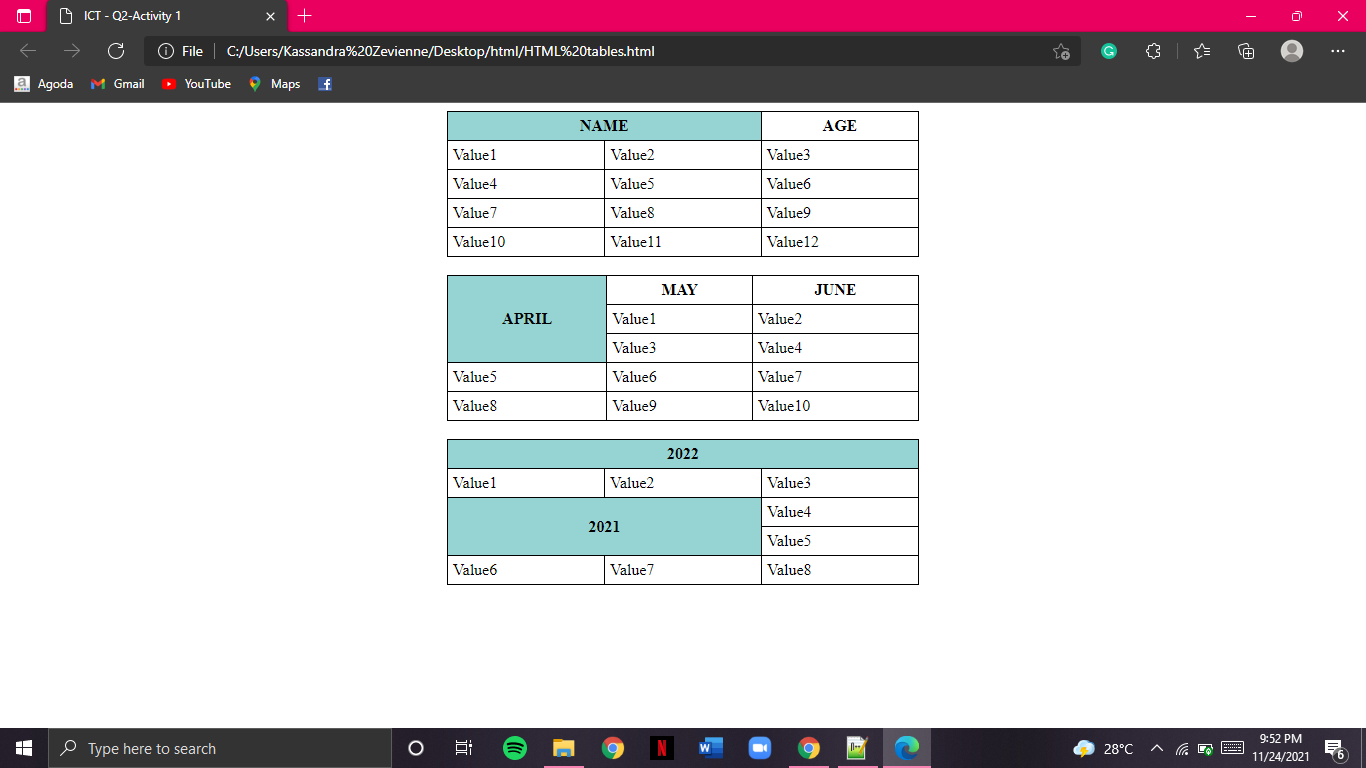 ICT - Q2-Activity 1
File C:/Users/Kassandra%20Zevienne/Desktop/html/HTML%20tables.html
a Agoda Gmail YouTube Maps
NAME AGE
Value1 Value2 Value3
Value4 Value5 Value6
Value7 Value8 Value9
Value10 Value11 Value12
APRIL MAY JUNE
Value1 Value2
Value3 Value4
Value5 Value6 Value7
Value8 Value9 Value10
2022
Value1 Value2 Value3
2021 Value4
Value5
Value6 Value7 Value8
Type here to search
28°C
9:52 PM
11/24/2021
6